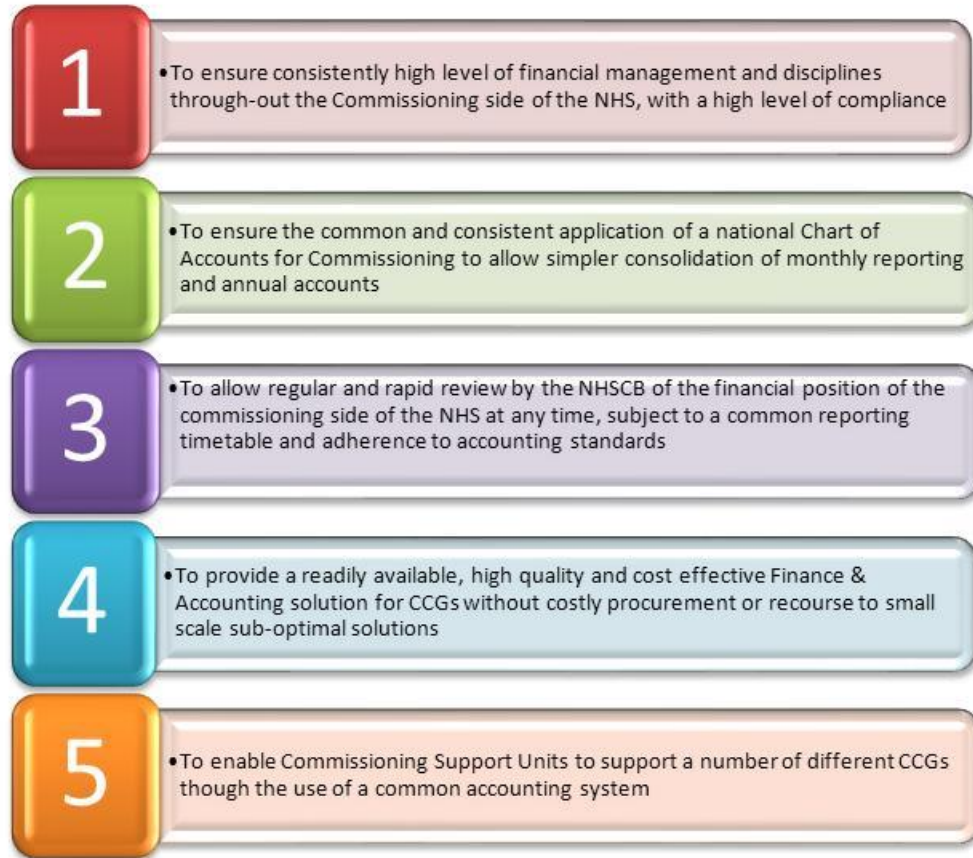 1
•To ensure consistently high level of financial management and disciplines
through-out the Commissioning side of the NHS, with a high level of compliance
2
•To ensure the common and consistent application of a national Chart of
Accounts for Commissioning to allow simpler consolidation of monthly reporting
and annual accounts
3
•To allow regular and rapid review by the NHSCB of the financial position of the
commissioning side of the NHS at any time, subject to a common reporting
timetable and adherence to accounting standards
4
•To provide a readily available, high quality and cost effective Finance &
Accounting solution for CCGs without costly procurement or recourse to small
scale sub-optimal solutions
5
•To enable Commissioning Support Units to support a number of different CCGs
though the use of a common accounting system